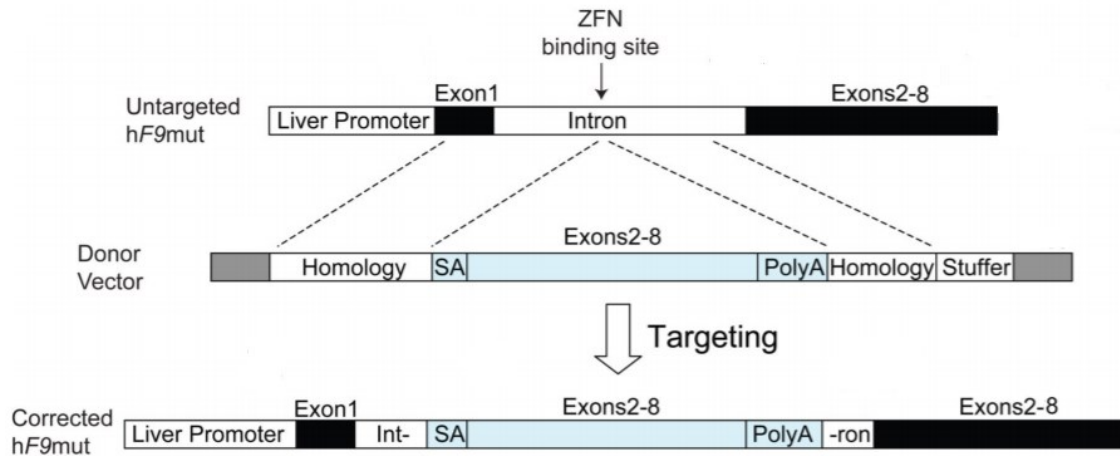 ZFN
binding site
Exon1
Exons2-8
Untargeted
hF9mut
Liver Promoter
Intron
Exons2-8
Donor
Vector
Homology
SA
PolyA
Homology
Stuffer
Targeting
Exon1
Exons2-8
Exons2-8
Corrected
hF9mut
Liver Promoter
Int-
SA
PolyA
-ron